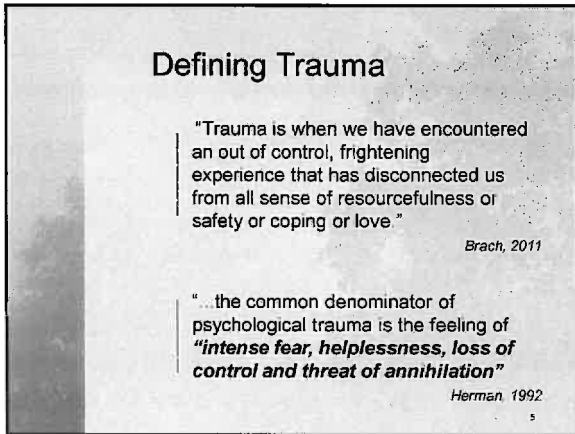 Defining Trauma
"Trauma is when we have encountered
an out of control, frightening
experience that has disconnected us
from all sense of resourcefulness or
safety or coping or love."
Brach, 2011
"...the common denominator of
psychological trauma is the feeling of
"intense fear, helplessness, loss of
control and threat of annihilation"
Herman, 1992
5